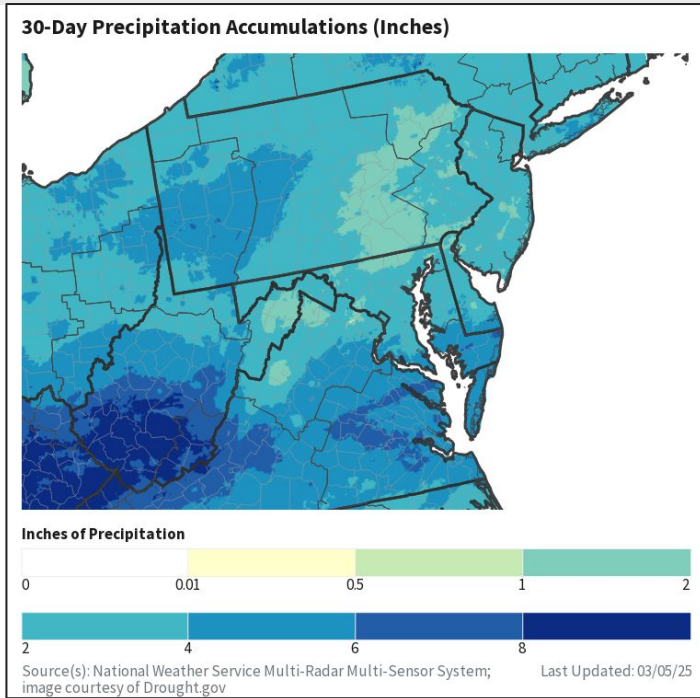 30-Day Precipitation Accumulations (Inches)
Inches of Precipitation
0 0.01 0.5 1 2
2 4 6 8
Source(s): National Weather Service Multi-Radar Multi-Sensor System; Last Updated: 03/05/25
image courtesy of Drought.gov